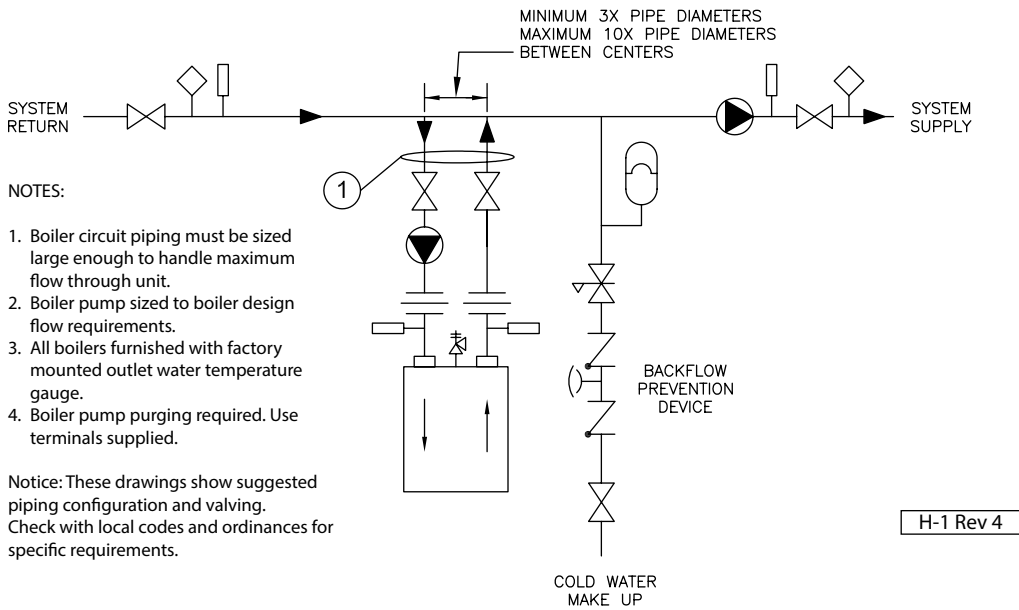 MINIMUM 3X PIPE DIAMETERS
MAXIMUM 10X PIPE DIAMETERS
BETWEEN CENTERS
SYSTEM
RETURN
SYSTEM
SUPPLY
1
NOTES:
1. Boiler circuit piping must be sized
large enough to handle maximum
flow through unit.
2. Boiler pump sized to boiler design
flow requirements.
3. All boilers furnished with factory
mounted outlet water temperature
gauge.
4. Boiler pump purging required. Use
terminals supplied.
Notice: These drawings show suggested
piping configuration and valving.
Check with local codes and ordinances for
specific requirements.
BACKFLOW
PREVENTION
DEVICE
H-1 Rev 4
COLD WATER
MAKE UP